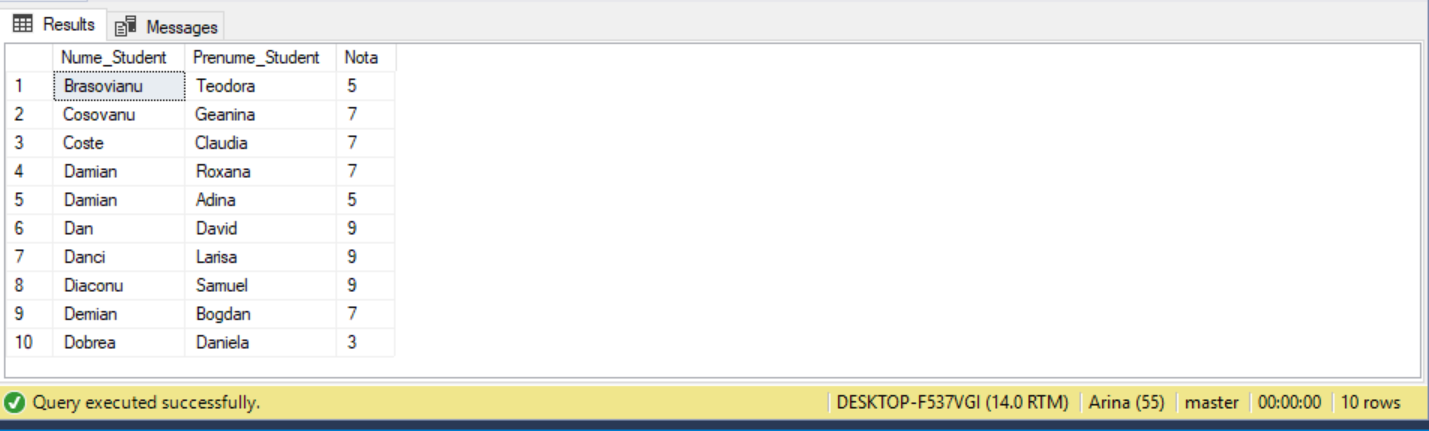 Results Messages
Nume_Student Prenume_Student Nota
1 Brasovianu Teodora 5
2 Cosovanu Geanina 7
3 Coste Claudia 7
4 Damian Roxana 7
5 Damian Adina 5
6 Dan David 9
7 Danci Larisa 9
8 Diaconu Samuel 9
9 Demian Bogdan 7
10 Dobrea Daniela 3
Query executed successfully. DESKTOP-F537VGI (14.0 RTM) Arina (55) master 00:00:00 10 rows